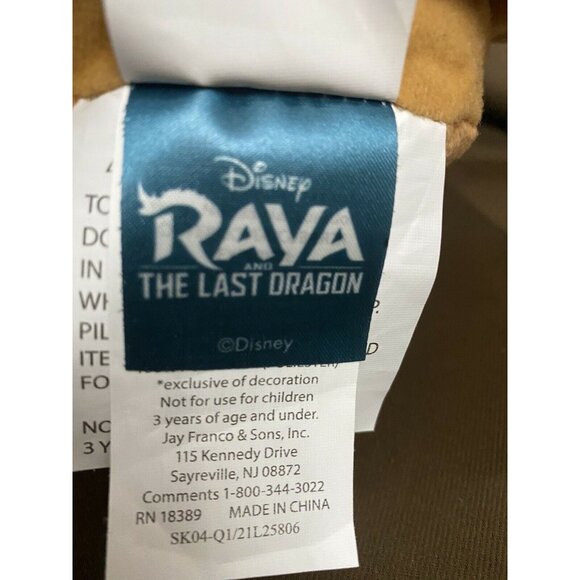 Disney
RAYA
AND
THE LAST DRAGON
©Disney
*exclusive of decoration
Not for use for children
3 years of age and under.
Jay Franco & Sons, Inc.
115 Kennedy Drive
Sayreville, NJ 08872
Comments 1-800-344-3022
RN 18389 MADE IN CHINA
SK04-Q1/21L25806
IN